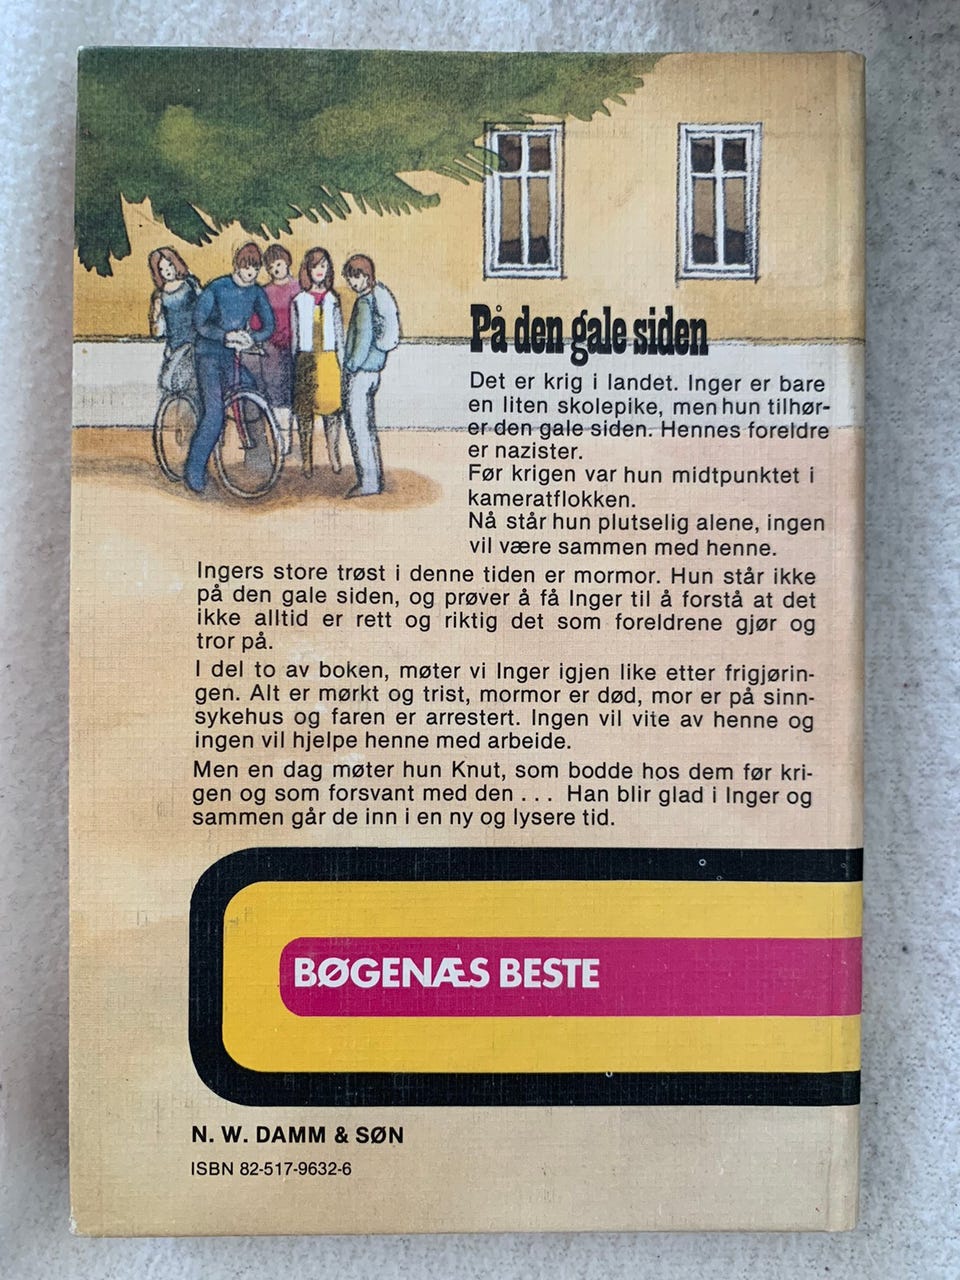 På den gale siden
Det er krig i landet. Inger er bare
en liten skolepike, men hun tilhør-
er den gale siden. Hennes foreldre
er nazister.
Før krigen var hun midtpunktet i
kameratflokken.
Nå står hun plutselig alene, ingen
vil være sammen med henne.
Ingers store trøst i denne tiden er mormor. Hun står ikke
på den gale siden, og prøver å få Inger til å forstå at det
ikke alltid er rett og riktig det som foreldrene gjør og
tror på.
I del to av boken, møter vi Inger igjen like etter frigjørin-
gen. Alt er mørkt og trist, mormor er død, mor er på sinn-
sykehus og faren er arrestert. Ingen vil vite av henne og
ingen vil hjelpe henne med arbeide.
Men en dag møter hun Knut, som bodde hos dem før kri-
gen og som forsvant med den . . . Han blir glad i Inger og
sammen går de inn i en ny og lysere tid.
BØGENÆS BESTE
N. W. DAMM & SØN
ISBN 82-517-9632-6